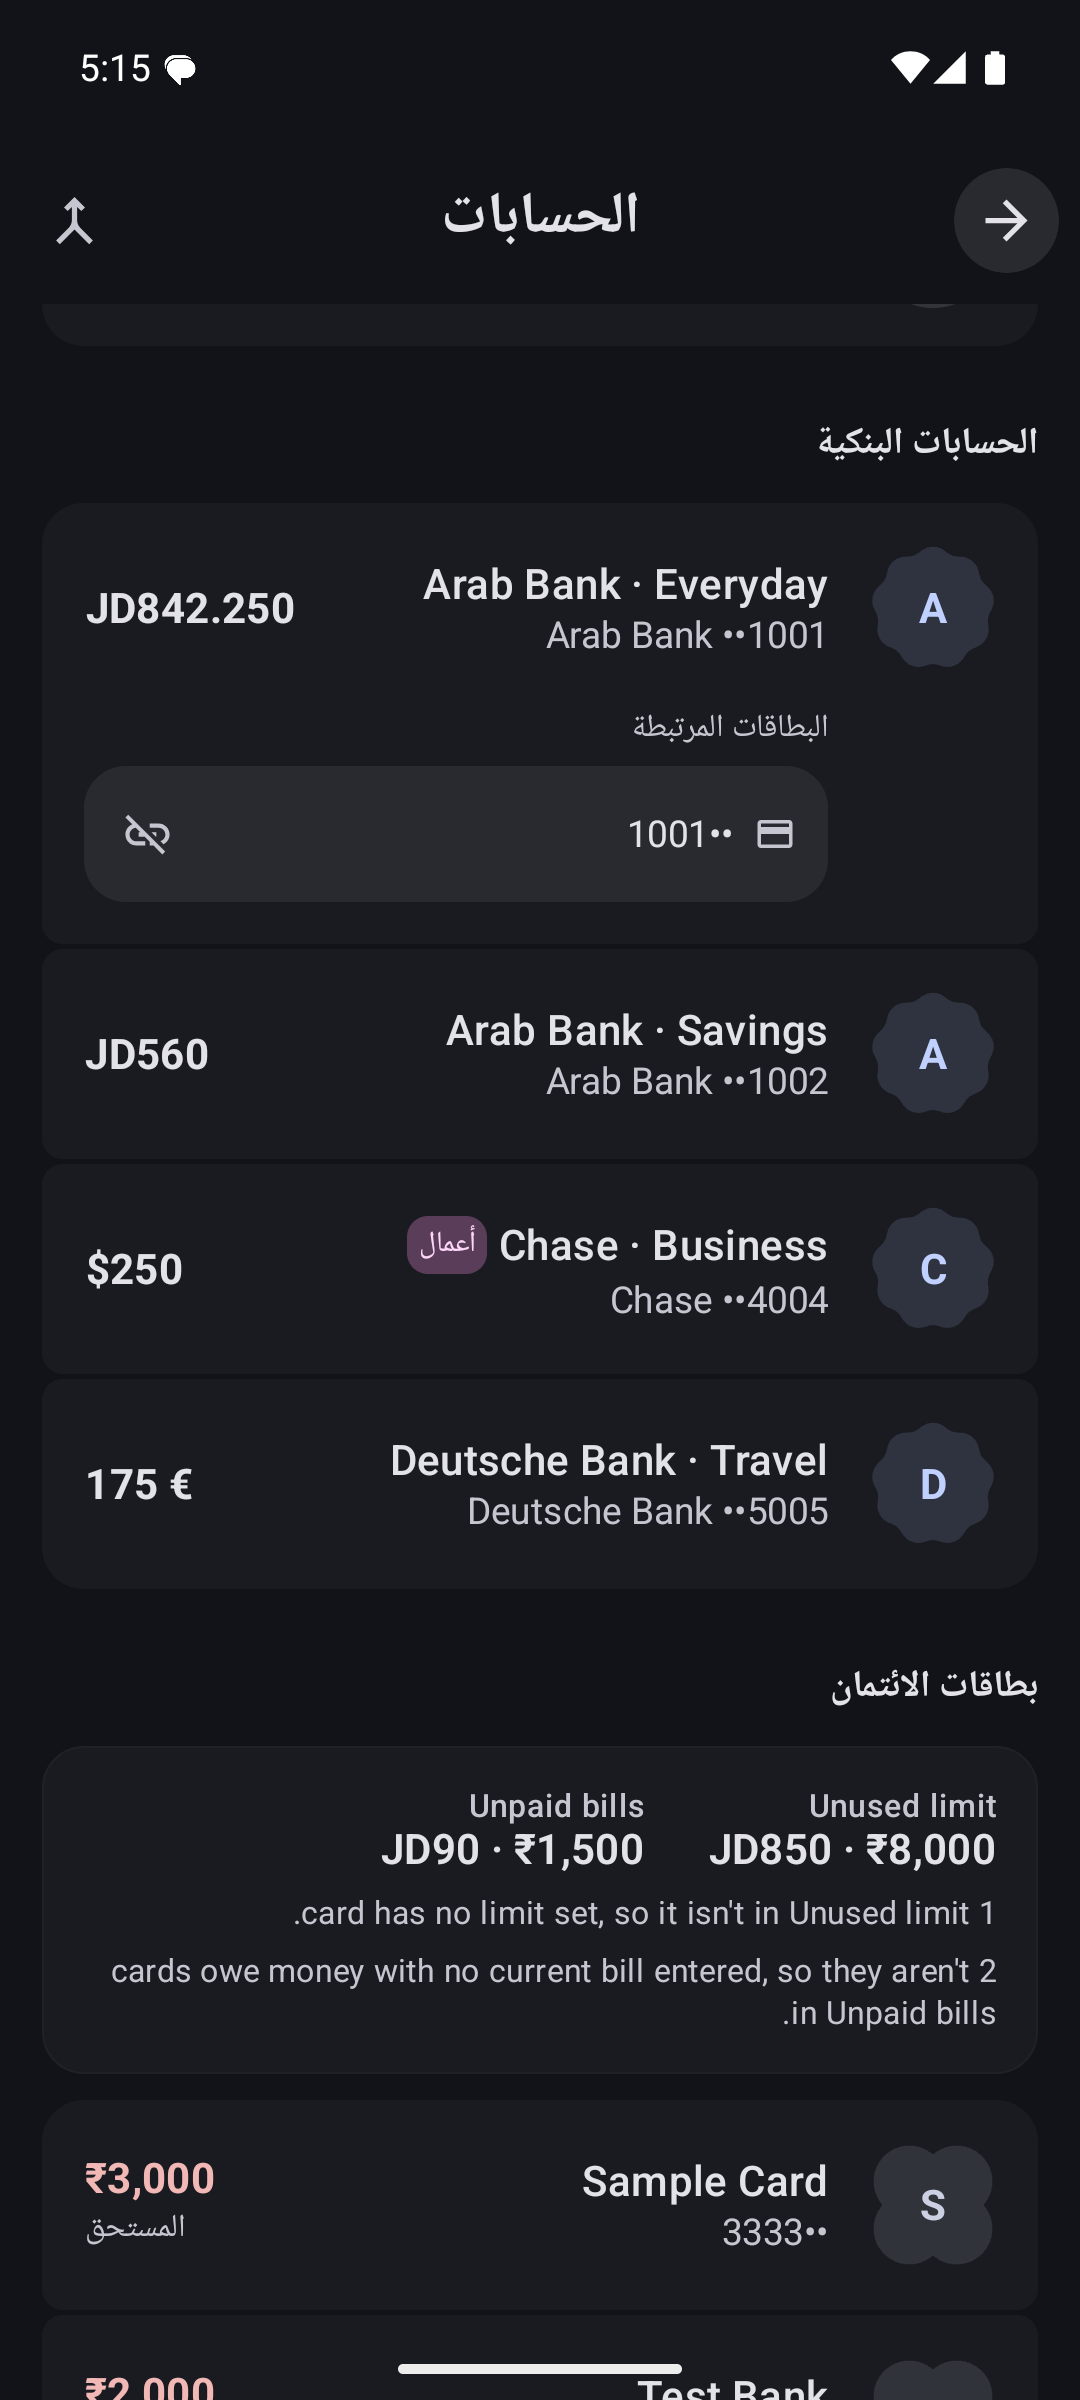 5:15
الحسابات
الحسابات البنكية
A
Arab Bank · Everyday
JD842.250
Arab Bank ••1001
البطاقات المرتبطة
••1001
A
Arab Bank · Savings
JD560
Arab Bank ••1002
C
Chase · Business أعمال
$250
Chase ••4004
D
Deutsche Bank · Travel
175 €
Deutsche Bank ••5005
بطاقات الائتمان
Unused limit
Unpaid bills
JD850 · ₹8,000
JD90 · ₹1,500
1 card has no limit set, so it isn't in Unused limit.
2 cards owe money with no current bill entered, so they aren't
in Unpaid bills.
S
Sample Card
₹3,000
••3333
المستحق
Test Bank
₹2,000